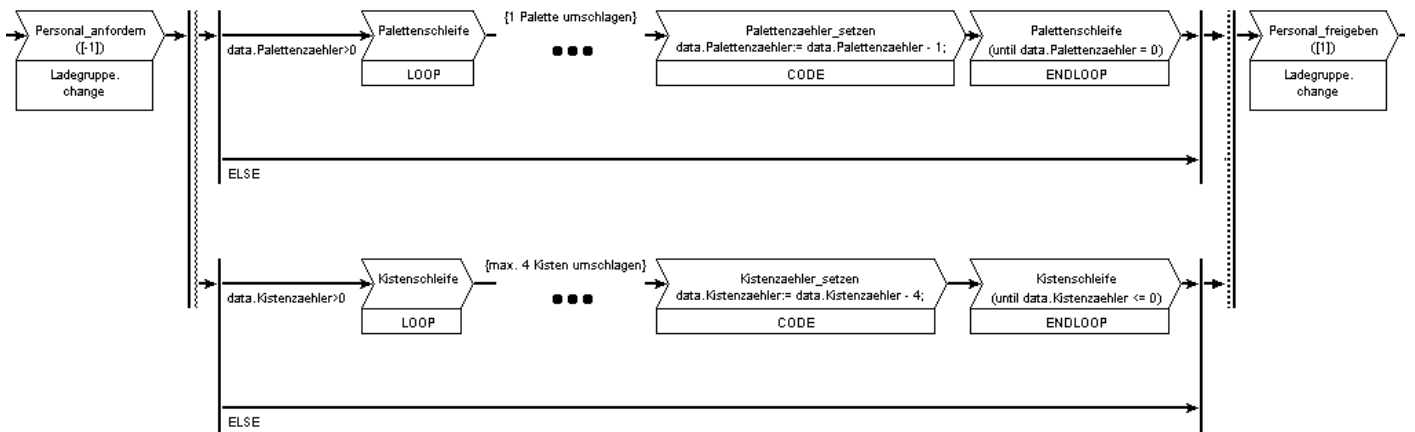 Personal_anfordern
([-1])
Ladegruppe.
change
data.Palettenzaehler>0
Palettenschleife
LOOP
{1 Palette umschlagen}
Palettenzaehler_setzen
data.Palettenzaehler:= data.Palettenzaehler - 1;
CODE
Palettenschleife
(until data.Palettenzaehler = 0)
ENDLOOP
Personal_freigeben
([1])
Ladegruppe.
change
ELSE
data.Kistenzaehler>0
Kistenschleife
LOOP
{max. 4 Kisten umschlagen}
Kistenzaehler_setzen
data.Kistenzaehler:= data.Kistenzaehler - 4;
CODE
Kistenschleife
(until data.Kistenzaehler <= 0)
ENDLOOP
ELSE